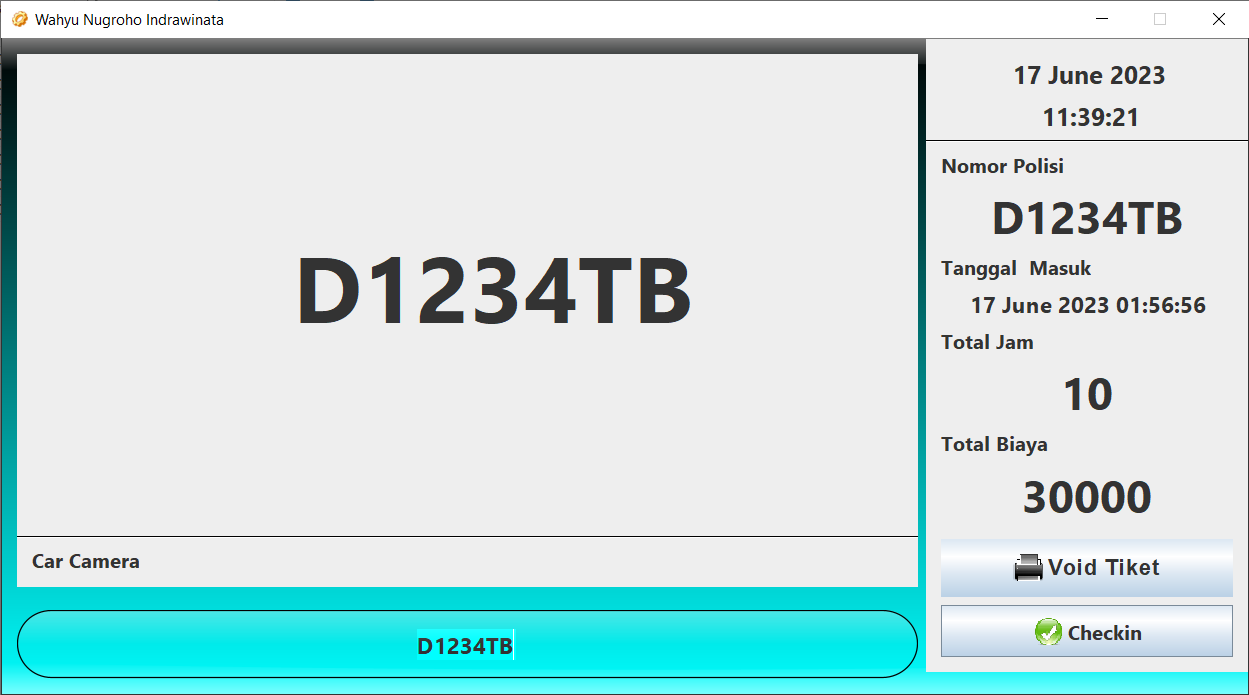 Wahyu Nugroho Indrawinata
D1234TB
Car Camera
D1234TB
17 June 2023
11:39:21
Nomor Polisi
D1234TB
Tanggal Masuk
17 June 2023 01:56:56
Total Jam
10
Total Biaya
30000
Void Tiket
Checkin